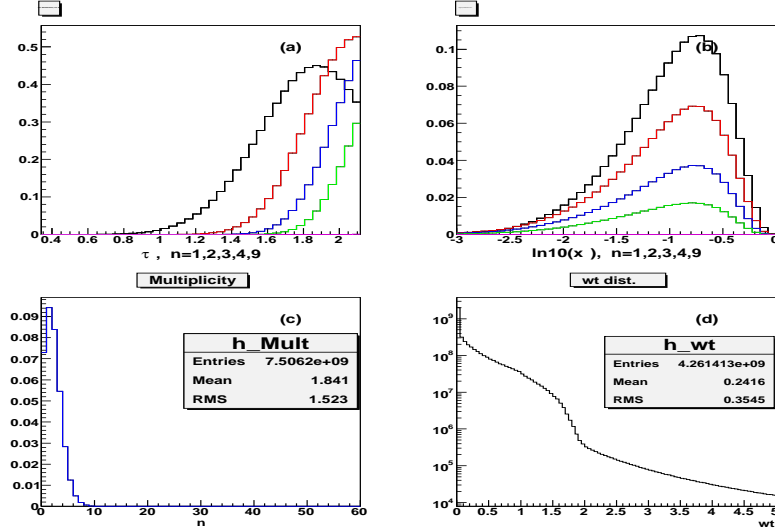 (a)
0.5
0.4
0.3
0.2
0.1
0
0.4 0.6 0.8 1 1.2 1.4 1.6 1.8 2
τ , n=1,2,3,4,9
(b)
0.1
0.08
0.06
0.04
0.02
0
-3 -2.5 -2 -1.5 -1 -0.5 0
ln10(x ), n=1,2,3,4,9
Multiplicity
(c)
h_Mult
Entries 7.5062e+09
Mean 1.841
RMS 1.523
0.09
0.08
0.07
0.06
0.05
0.04
0.03
0.02
0.01
0
0 10 20 30 40 50 60
n
wt dist.
(d)
h_wt
Entries 4.261413e+09
Mean 0.2416
RMS 0.3545
10⁹
10⁸
10⁷
10⁶
10⁵
10⁴
0 0.5 1 1.5 2 2.5 3 3.5 4 4.5 5
wt